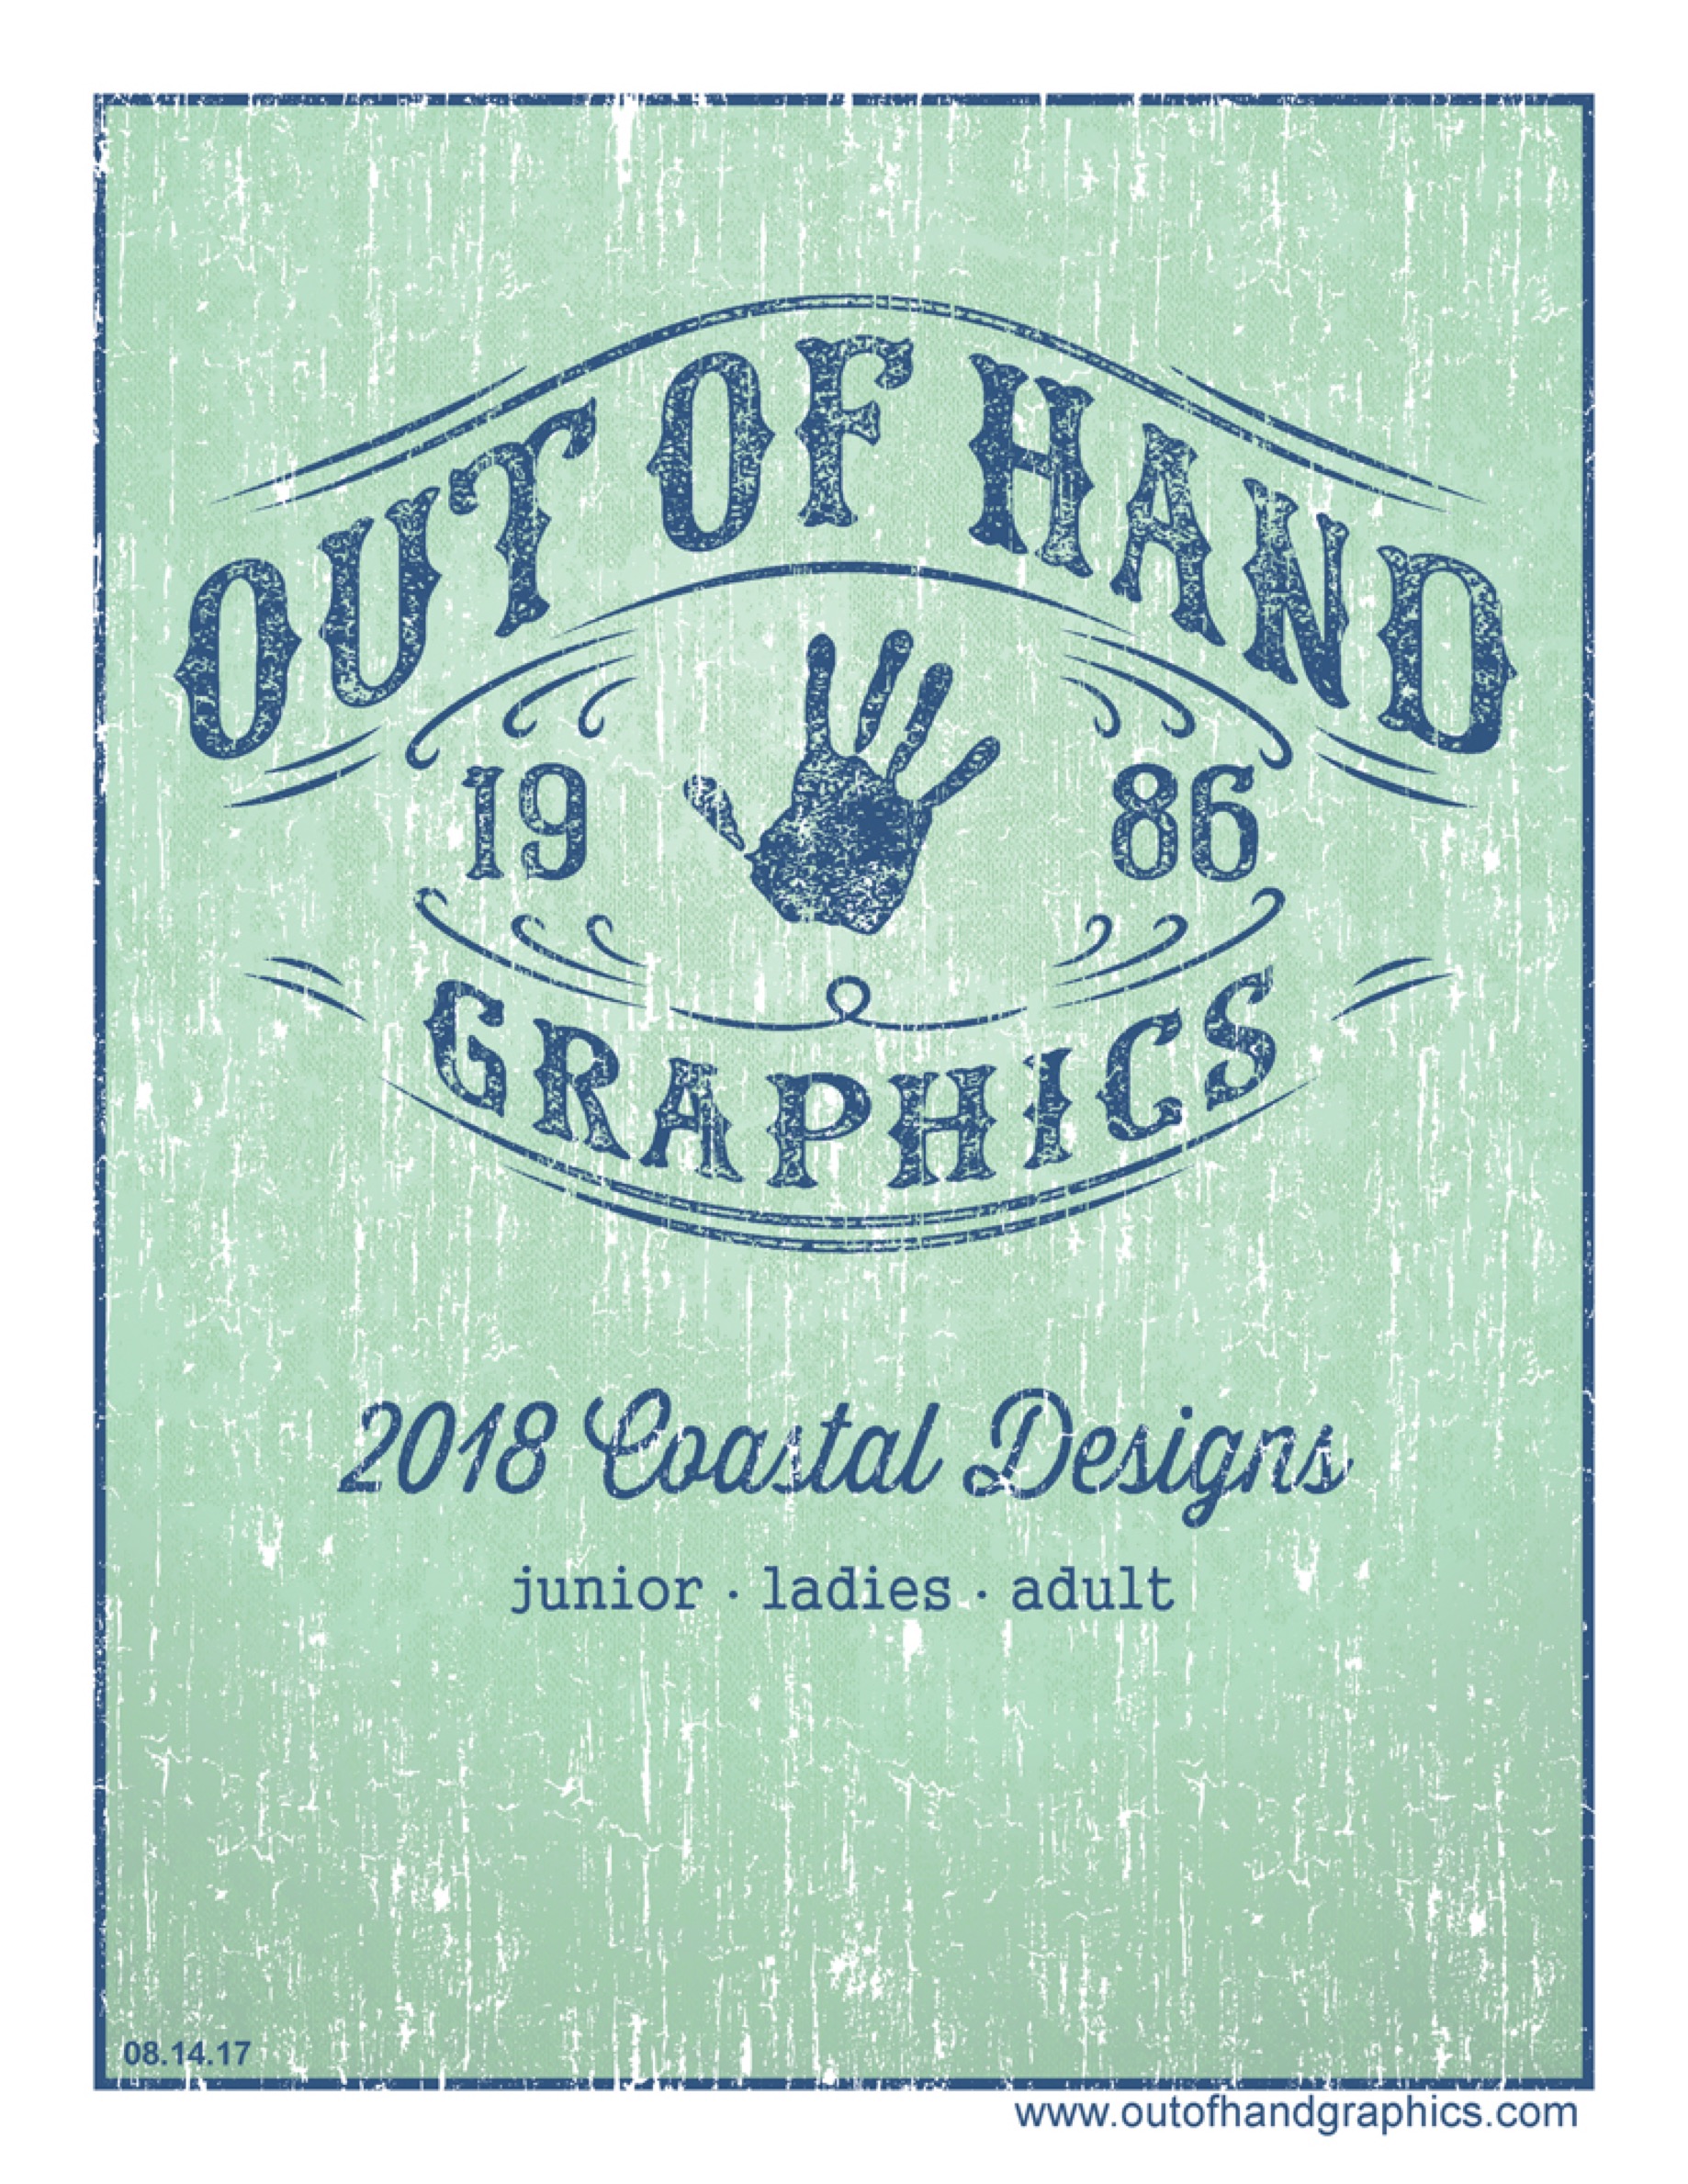 OUT OF HAND
19 86
GRAPHICS
2018 Coastal Designs
junior · ladies · adult
08.14.17
www.outofhandgraphics.com